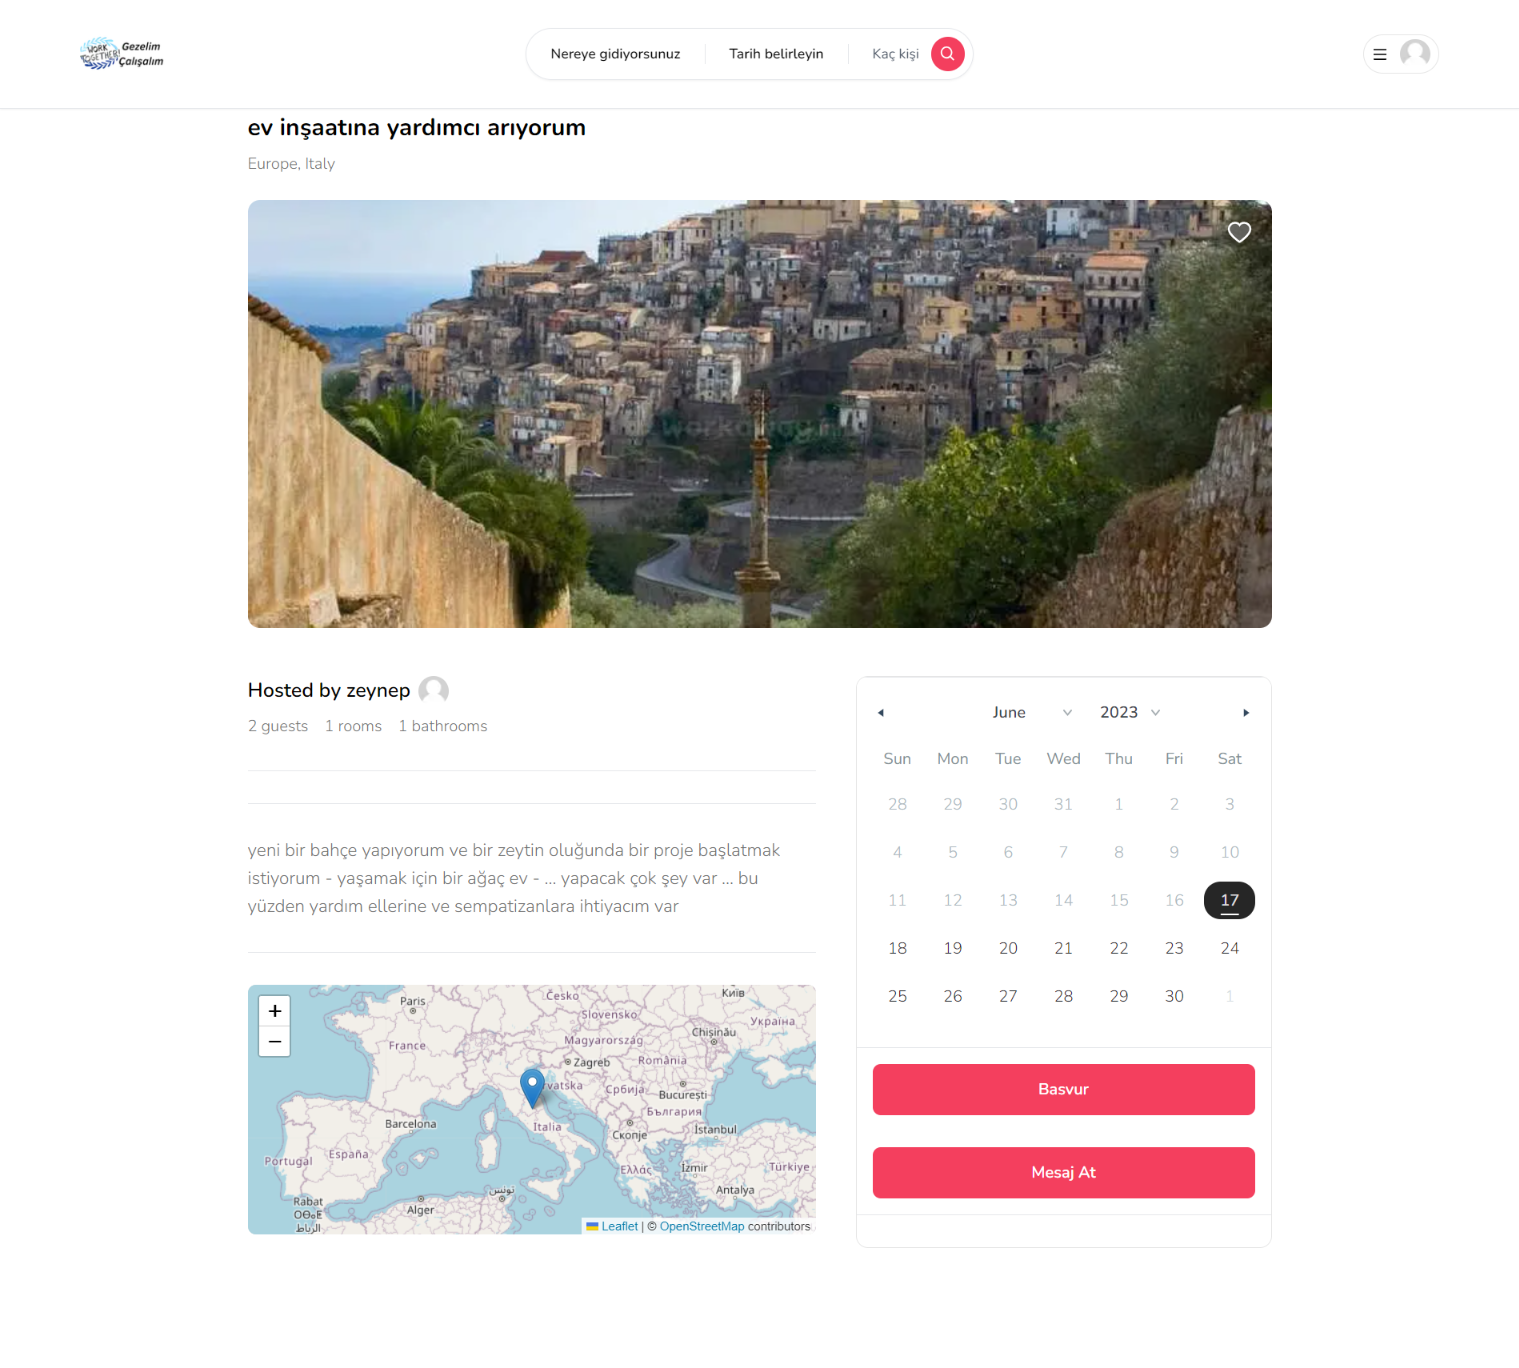 WORK
TOGETHER!
Gezelim
Çalışalım
Nereye gidiyorsunuz
Tarih belirleyin
Kaç kişi
ev inşaatına yardımcı arıyorum
Europe, Italy
Hosted by zeynep
2 guests 1 rooms 1 bathrooms
yeni bir bahçe yapıyorum ve bir zeytin oluğunda bir proje başlatmak
istiyorum - yaşamak için bir ağaç ev - ... yapacak çok şey var ... bu
yüzden yardım ellerine ve sempatizanlara ihtiyacım var
+
−
Paris
Česko
Київ
Slovensko
Україна
Chișinău
Magyarország
France
Zagreb
România
Hrvatska
Србија
București
България
Barcelona
Italia
Скопје
İstanbul
Portugal
España
Ελλάς
İzmir
Türkiye
Antalya
تونس
Rabat
ⵔⴱⴰⵟ
الرباط
Alger
Leaflet | © OpenStreetMap contributors
June 2023
Sun Mon Tue Wed Thu Fri Sat
28 29 30 31 1 2 3
4 5 6 7 8 9 10
11 12 13 14 15 16 17
18 19 20 21 22 23 24
25 26 27 28 29 30 1
Basvur
Mesaj At